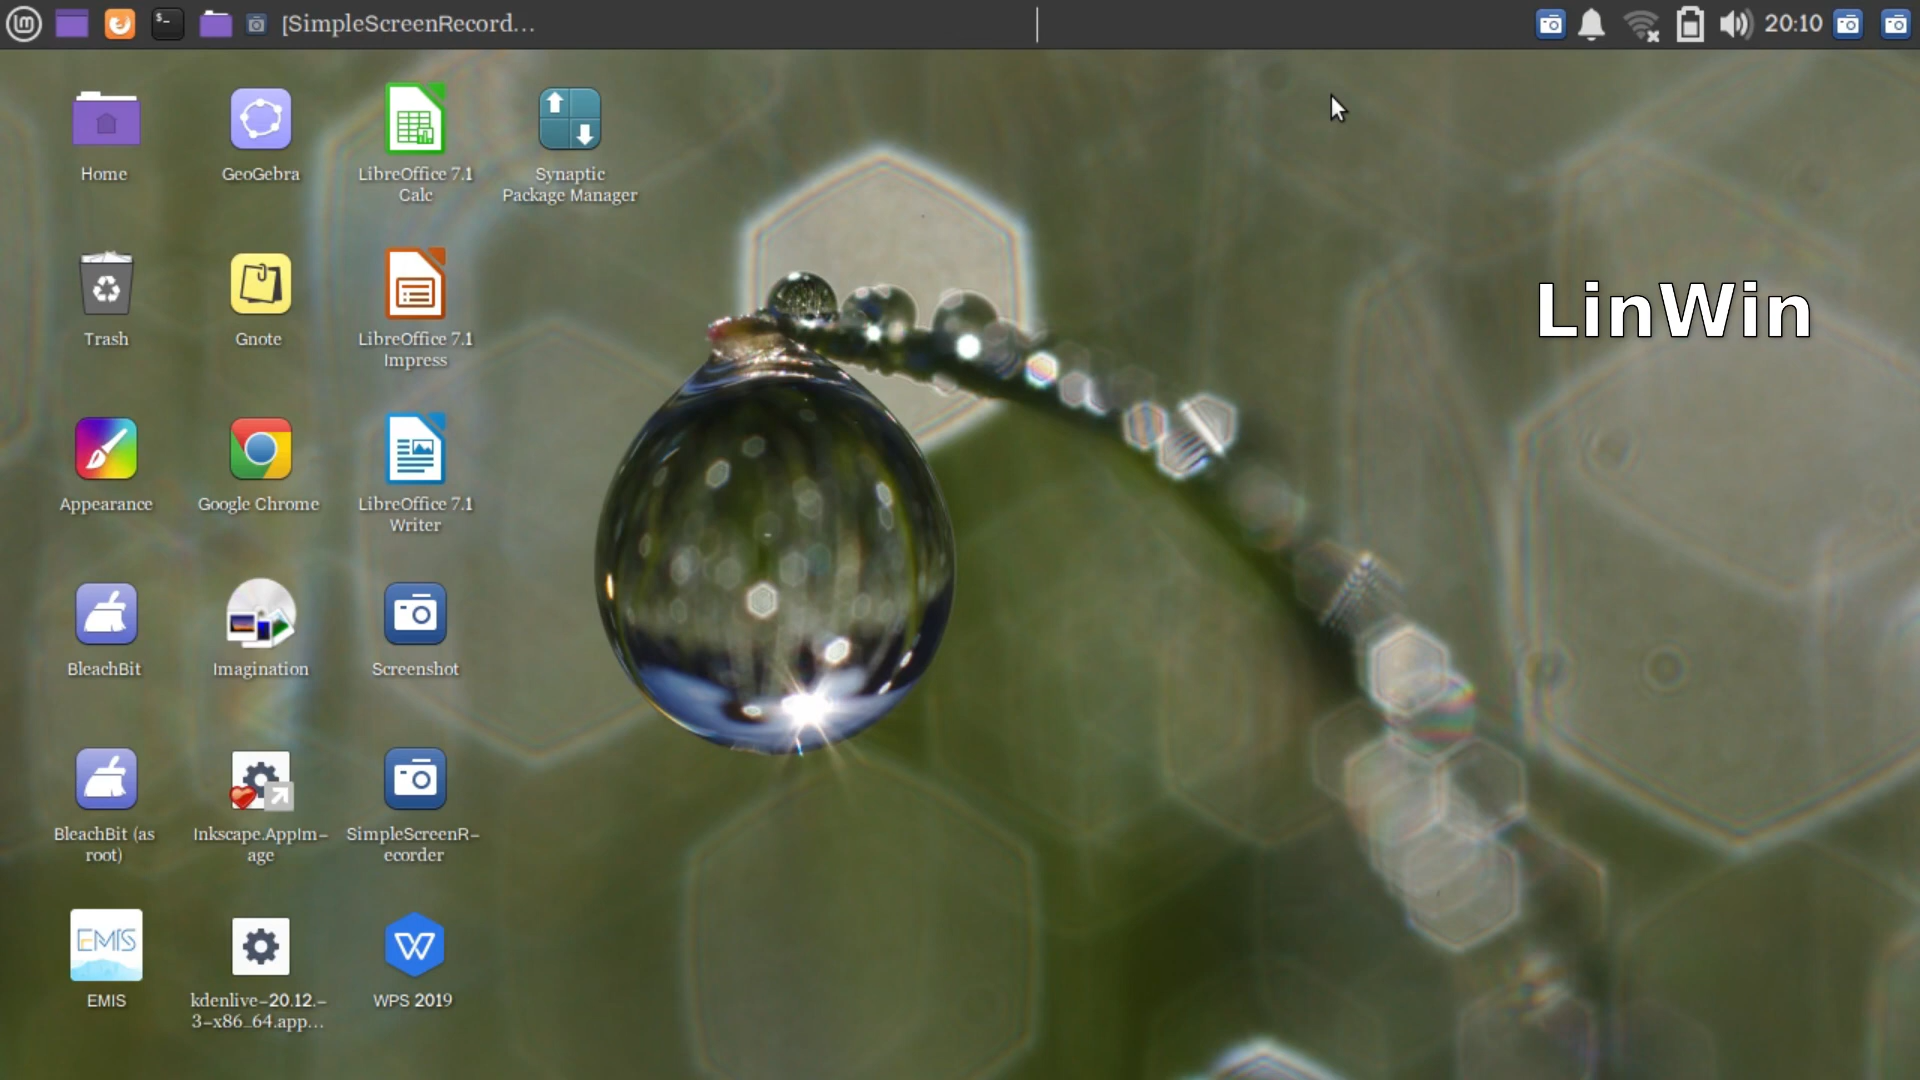 [SimpleScreenRecord...
20:10
Home
GeoGebra
LibreOffice 7.1
Calc
Synaptic
Package Manager
Trash
Gnote
LibreOffice 7.1
Impress
LinWin
Appearance
Google Chrome
LibreOffice 7.1
Writer
BleachBit
Imagination
Screenshot
BleachBit (as
root)
Inkscape.AppIm-
age
SimpleScreenR-
ecorder
EMIS
EMIS
kdenlive-20.12.-
3-x86_64.app...
W
WPS 2019